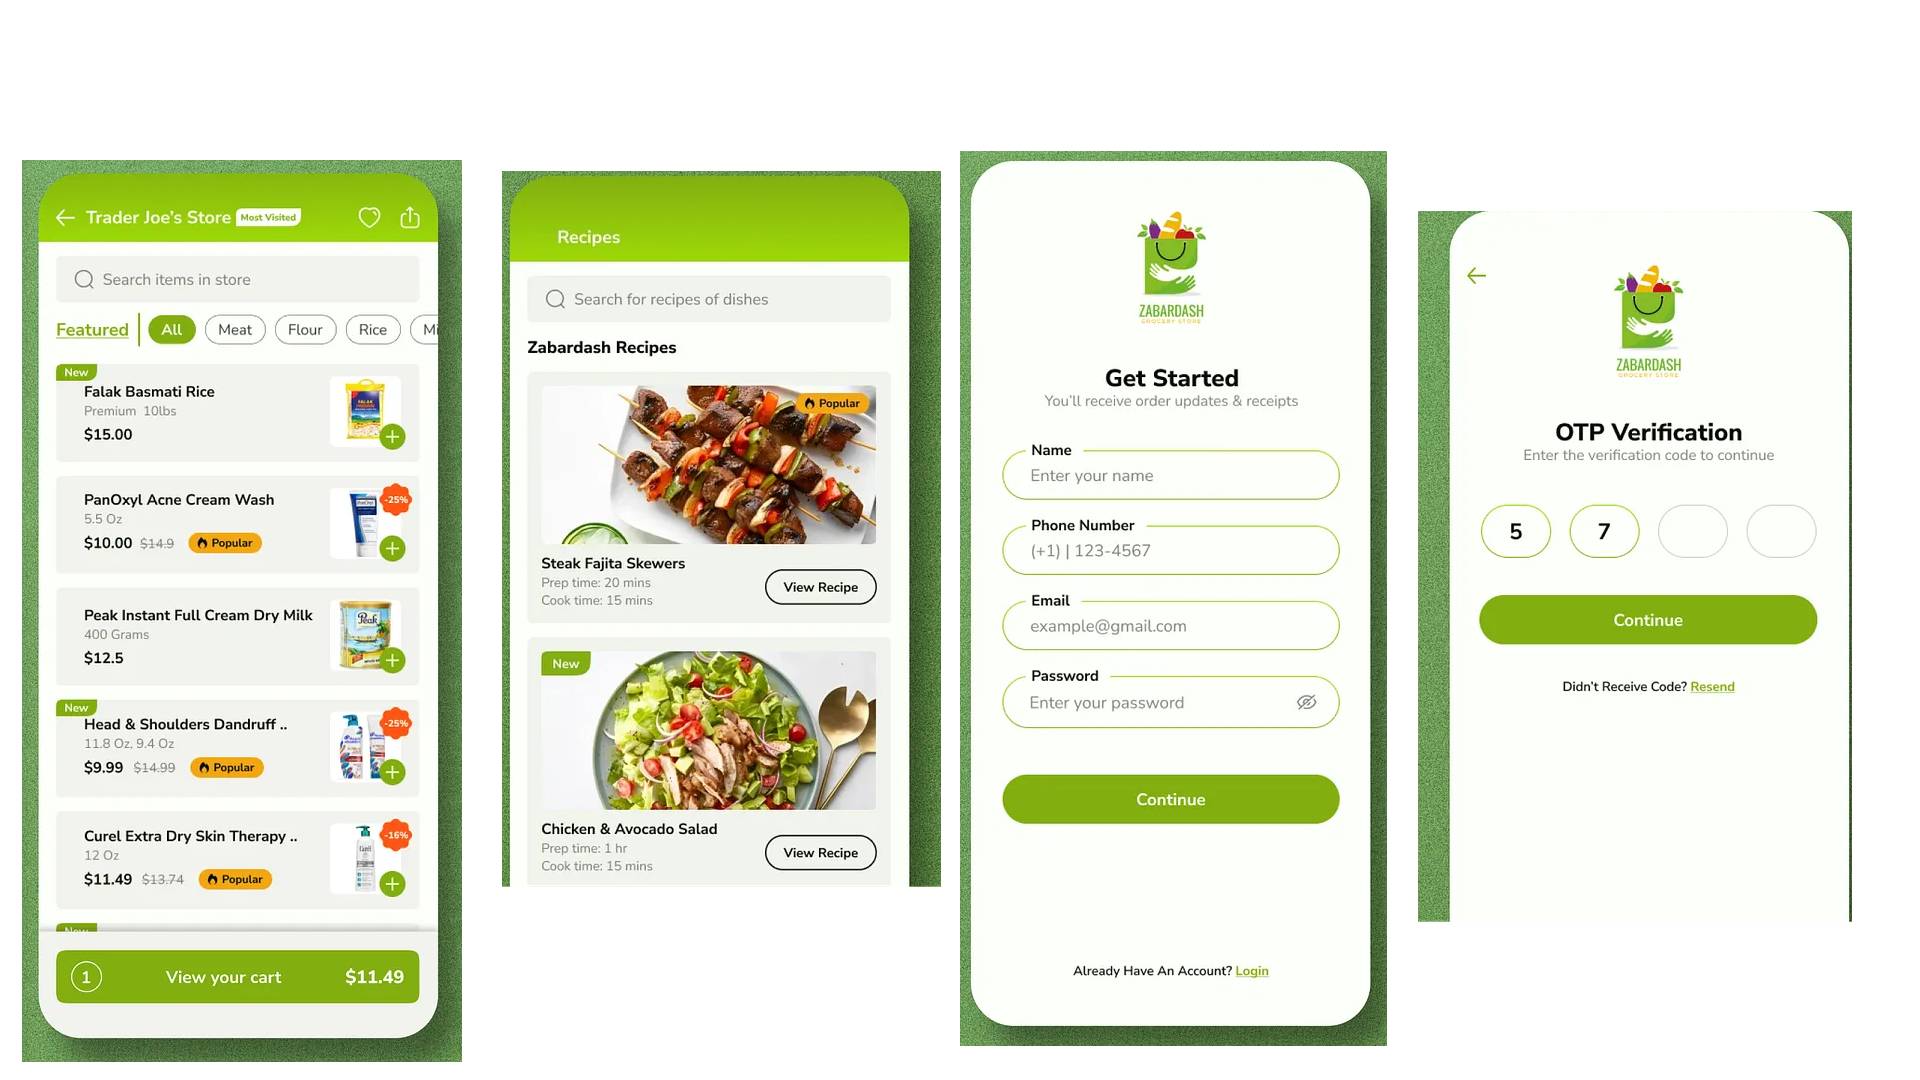 Trader Joe's Store Most Visited
Search items in store
Featured All Meat Flour Rice Mi
New
Falak Basmati Rice
Premium 10lbs
$15.00
PanOxyl Acne Cream Wash
5.5 Oz
$10.00 $14.9 Popular
-25%
Peak Instant Full Cream Dry Milk
400 Grams
$12.5
Peak
New
Head & Shoulders Dandruff ..
11.8 Oz, 9.4 Oz
$9.99 $14.99 Popular
-25%
Curel Extra Dry Skin Therapy ..
12 Oz
$11.49 $13.74 Popular
-16%
New
1 View your cart $11.49
Recipes
Search for recipes of dishes
Zabardash Recipes
Popular
Steak Fajita Skewers
Prep time: 20 mins
Cook time: 15 mins
View Recipe
New
Chicken & Avocado Salad
Prep time: 1 hr
Cook time: 15 mins
View Recipe
ZABARDASH
GROCERY STORE
Get Started
You'll receive order updates & receipts
Name
Enter your name
Phone Number
(+1) | 123-4567
Email
example@gmail.com
Password
Enter your password
Continue
Already Have An Account? Login
ZABARDASH
GROCERY STORE
OTP Verification
Enter the verification code to continue
5 7
Continue
Didn't Receive Code? Resend